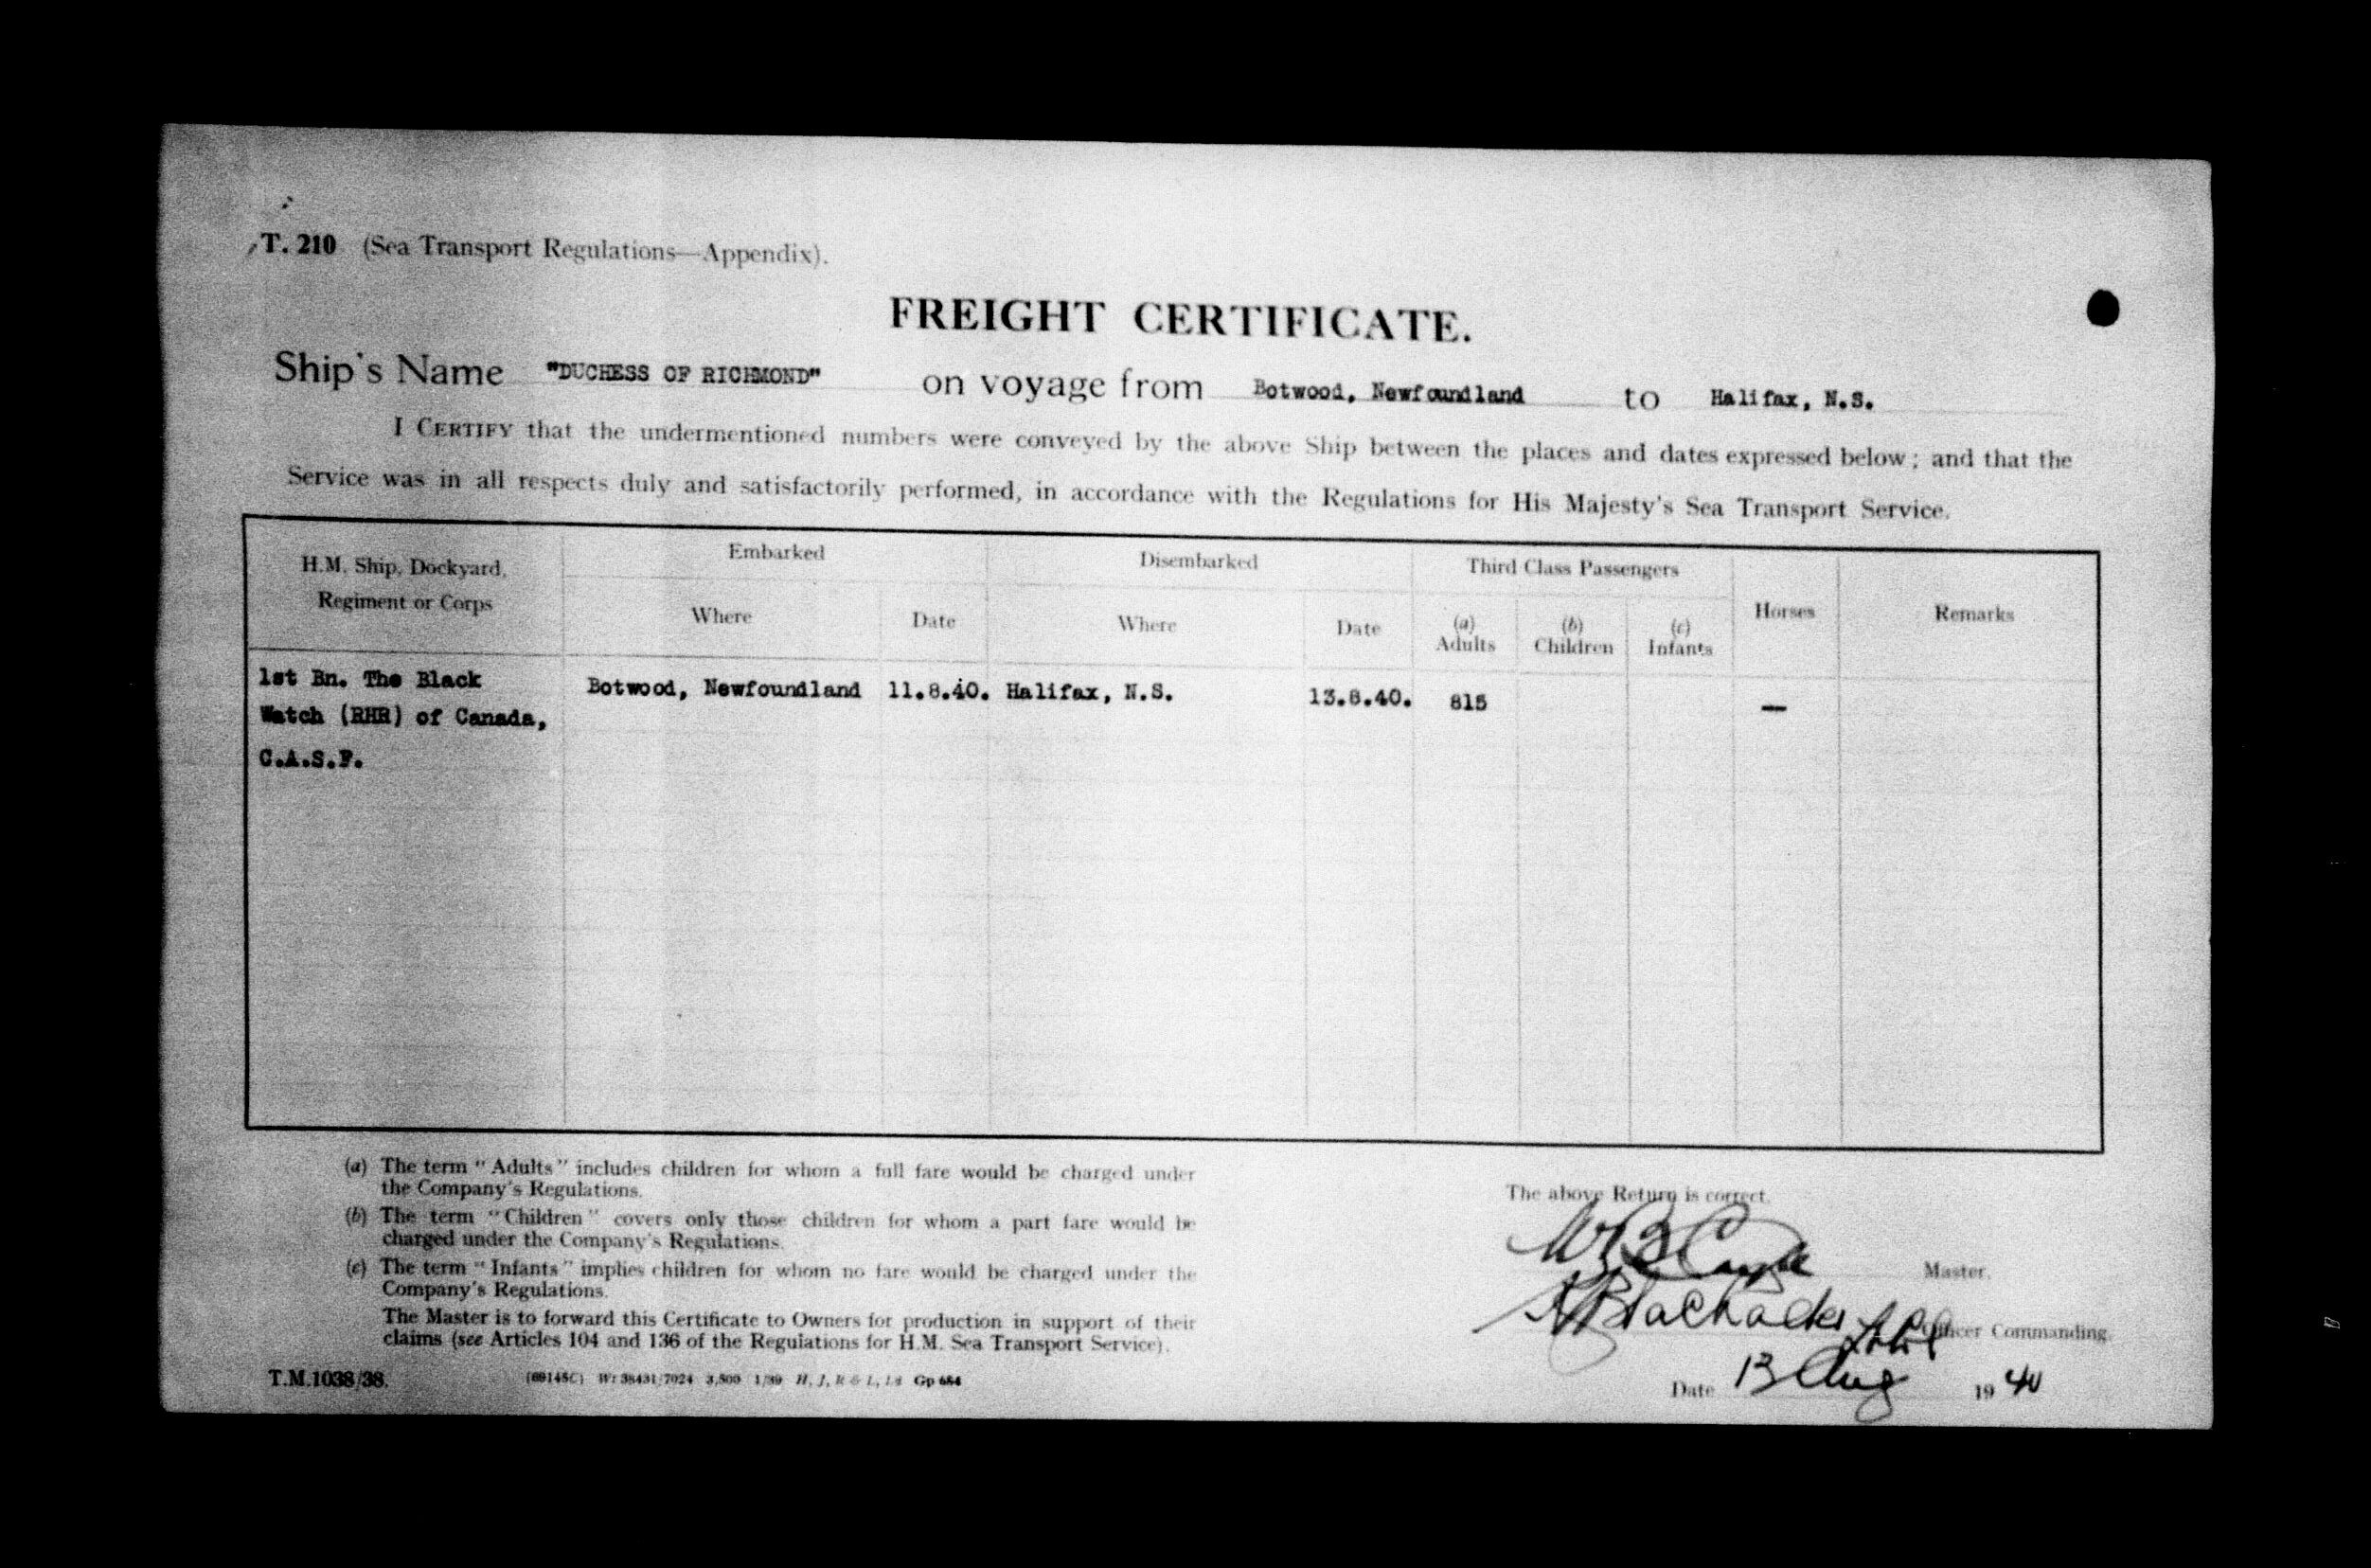 T. 210 (Sea Transport Regulations—Appendix).
FREIGHT CERTIFICATE.
Ship's Name "DUCHESS OF RICHMOND" on voyage from Botwood, Newfoundland to Halifax, N.S.
I CERTIFY that the undermentioned numbers were conveyed by the above Ship between the places and dates expressed below; and that the
Service was in all respects duly and satisfactorily performed, in accordance with the Regulations for His Majesty's Sea Transport Service.
H.M. Ship, Dockyard, Regiment or Corps
Embarked
Disembarked
Third Class Passengers
Horses
Remarks
Where
Date
Where
Date
(a) Adults
(b) Children
(c) Infants
1st Bn. The Black
Watch (RHR) of Canada,
C.A.S.F.
Botwood, Newfoundland 11.8.40. Halifax, N.S. 13.8.40. 815 —
(a) The term "Adults" includes children for whom a full fare would be charged under
the Company's Regulations.
(b) The term "Children" covers only those children for whom a part fare would be
charged under the Company's Regulations.
(c) The term "Infants" implies children for whom no fare would be charged under the
Company's Regulations.
The Master is to forward this Certificate to Owners for production in support of their
claims (see Articles 104 and 136 of the Regulations for H.M. Sea Transport Service).
The above Return is correct.
Master.
Officer Commanding.
Date 13 Aug 1940
T.M.1038/38.
Wt 38431/7024 3,500 1/39 Gp 684